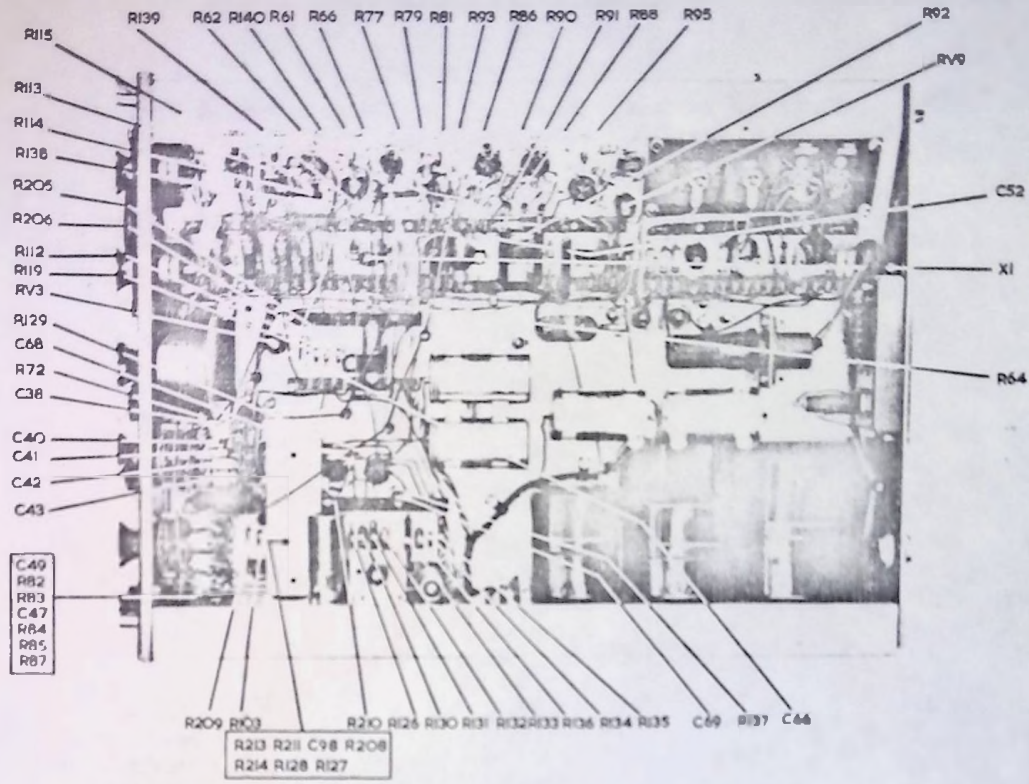 R139 R62 R140 R61 R66 R77 R79 R81 R93 R86 R90 R91 R88 R95 R92
R115
RV9
R113
R114
R138
R205
C52
R206
R112
R119
X1
RV3
R129
C68
R64
R72
C38
C40
C41
C42
C43
C49
R82
R83
C47
R84
R85
R87
R209 R103 R210 R126 R130 R131 R132 R133 R136 R134 R135 C69 R137 C66
R213 R211 C98 R208
R214 R128 R127